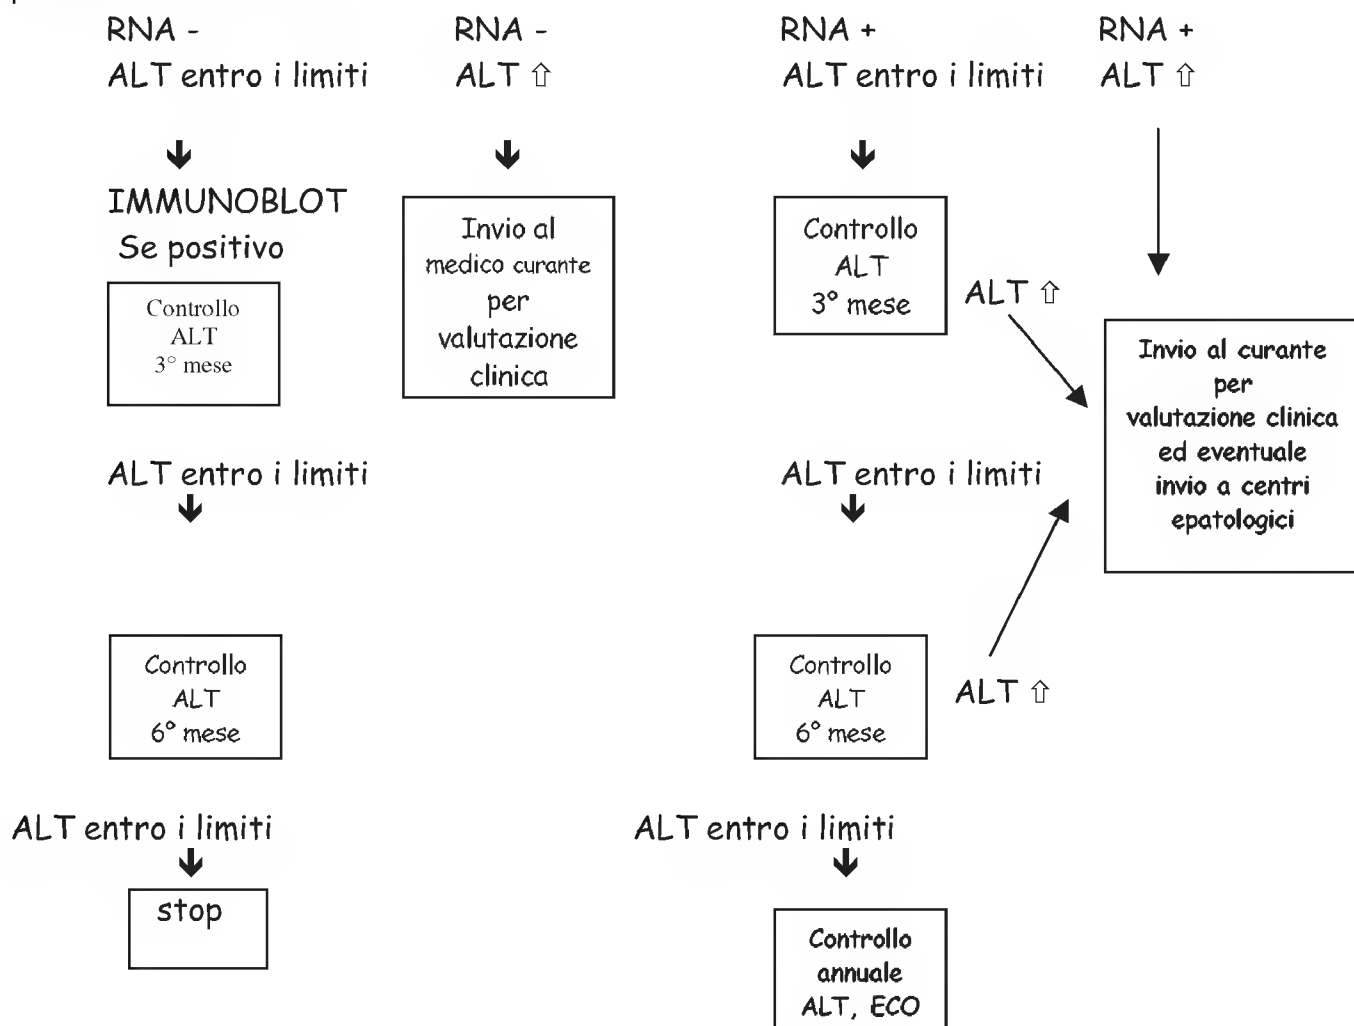 RNA -
ALT entro i limiti
RNA -
ALT ⇧
RNA +
ALT entro i limiti
RNA +
ALT ⇧
IMMUNOBLOT
Se positivo
Controllo
ALT
3° mese
Invio al
medico curante
per
valutazione
clinica
Controllo
ALT
3° mese
ALT ⇧
Invio al curante
per
valutazione clinica
ed eventuale
invio a centri
epatologici
ALT entro i limiti
ALT entro i limiti
Controllo
ALT
6° mese
Controllo
ALT
6° mese
ALT ⇧
ALT entro i limiti
ALT entro i limiti
stop
Controllo
annuale
ALT, ECO